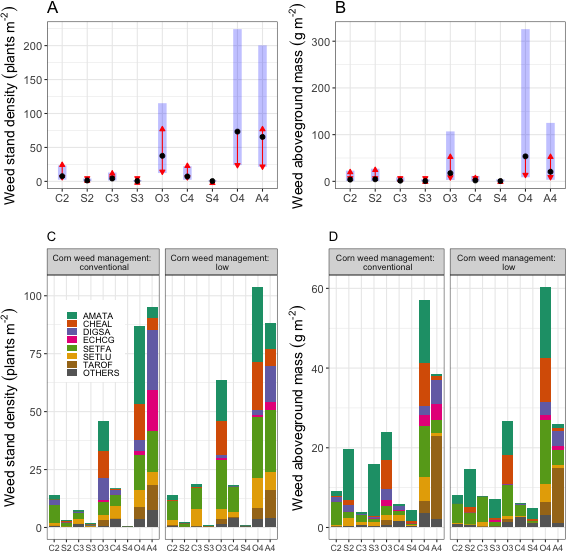 A
Weed stand density (plants m⁻²)
200
150
100
50
0
C2 S2 C3 S3 O3 C4 S4 O4 A4
B
Weed aboveground mass (g m⁻²)
300
200
100
0
C2 S2 C3 S3 O3 C4 S4 O4 A4
C
Weed stand density (plants m⁻²)
Corn weed management:
conventional
Corn weed management:
low
100
75
50
25
0
AMATA
CHEAL
DIGSA
ECHCG
SETFA
SETLU
TAROF
OTHERS
C2 S2 C3 S3 O3 C4 S4 O4 A4
C2 S2 C3 S3 O3 C4 S4 O4 A4
D
Weed aboveground mass (g m⁻²)
Corn weed management:
conventional
Corn weed management:
low
60
40
20
0
C2 S2 C3 S3 O3 C4 S4 O4 A4
C2 S2 C3 S3 O3 C4 S4 O4 A4